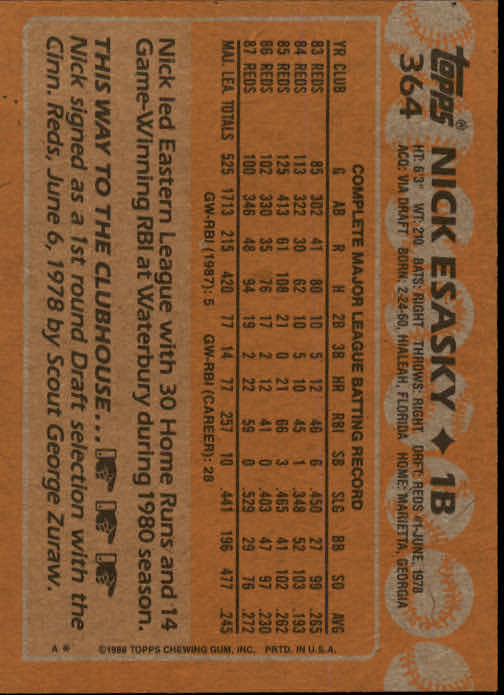 topps®
364
NICK ESASKY ♦ 1B
HT: 6'3" WT: 210 BATS: RIGHT THROWS: RIGHT DRFT: REDS #1-JUNE, 1978
ACQ: VIA DRAFT BORN: 2-24-60, HIALEAH, FLORIDA HOME: MARIETTA, GEORGIA
COMPLETE MAJOR LEAGUE BATTING RECORD
YR CLUB G AB R H 2B 3B HR RBI SB SLG BB SO AVG
83 REDS 85 302 41 80 10 5 12 46 6 .450 27 99 .265
84 REDS 113 322 30 62 10 5 10 45 1 .348 52 103 .193
85 REDS 125 413 61 108 21 0 21 66 3 .465 41 102 .262
86 REDS 102 330 35 76 17 2 12 41 0 .403 47 97 .230
87 REDS 100 346 48 94 19 2 22 59 0 .529 29 76 .272
MAJ. LEA. TOTALS 525 1713 215 420 77 14 77 257 10 .441 196 477 .245
GW-RBI (1987): 5 GW-RBI (CAREER): 28
Nick led Eastern League with 30 Home Runs and 14
Game-Winning RBI at Waterbury during 1980 season.
THIS WAY TO THE CLUBHOUSE...
Nick signed as a 1st round Draft selection with the
Cinn. Reds, June 6, 1978 by Scout George Zuraw.
A * ©1988 TOPPS CHEWING GUM, INC. PRTD. IN U.S.A.